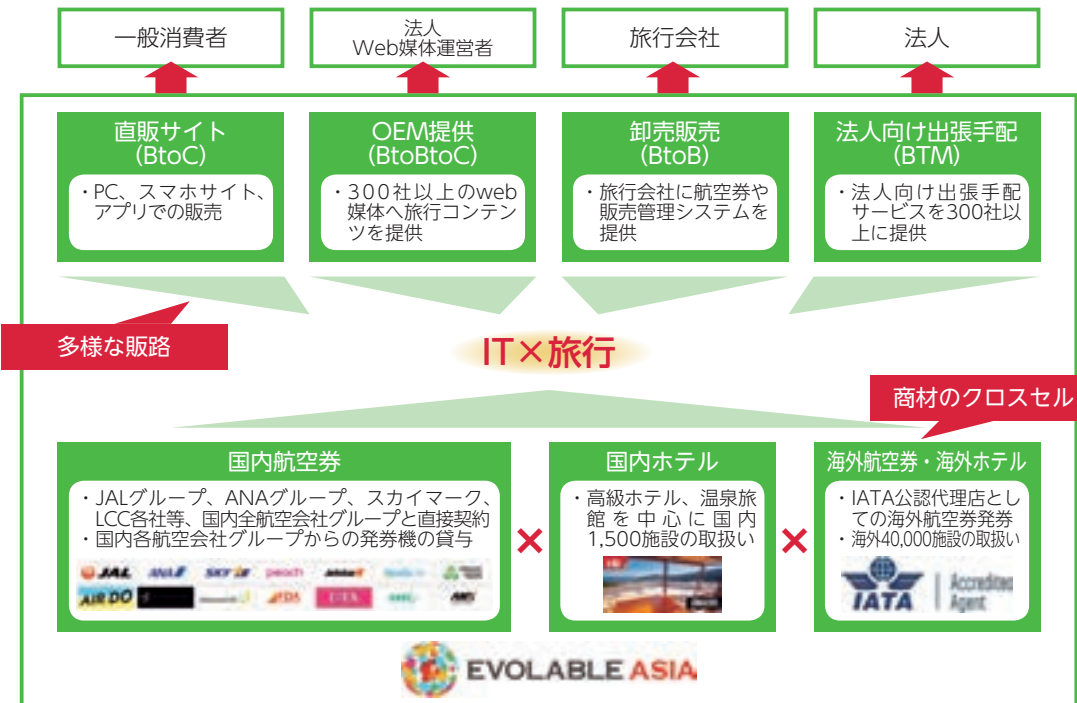 一般消費者
法人
Web媒体運営者
旅行会社
法人
直販サイト
(BtoC)
・PC、スマホサイト、
アプリでの販売
OEM提供
(BtoBtoC)
・300社以上のweb
媒体へ旅行コンテン
ツを提供
卸売販売
(BtoB)
・旅行会社に航空券や
販売管理システムを
提供
法人向け出張手配
(BTM)
・法人向け出張手配
サービスを300社以
上に提供
多様な販路
IT×旅行
商材のクロスセル
国内航空券
・JALグループ、ANAグループ、スカイマーク、
LCC各社等、国内全航空会社グループと直接契約
・国内各航空会社グループからの発券機の貸与
JAL ANA SKY peach
AIR DO
×
国内ホテル
・高級ホテル、温泉旅
館を中心に国内
1,500施設の取扱い
×
海外航空券・海外ホテル
・IATA公認代理店とし
ての海外航空券発券
・海外40,000施設の取扱い
IATA
Accredited
Agent
EVOLABLE ASIA